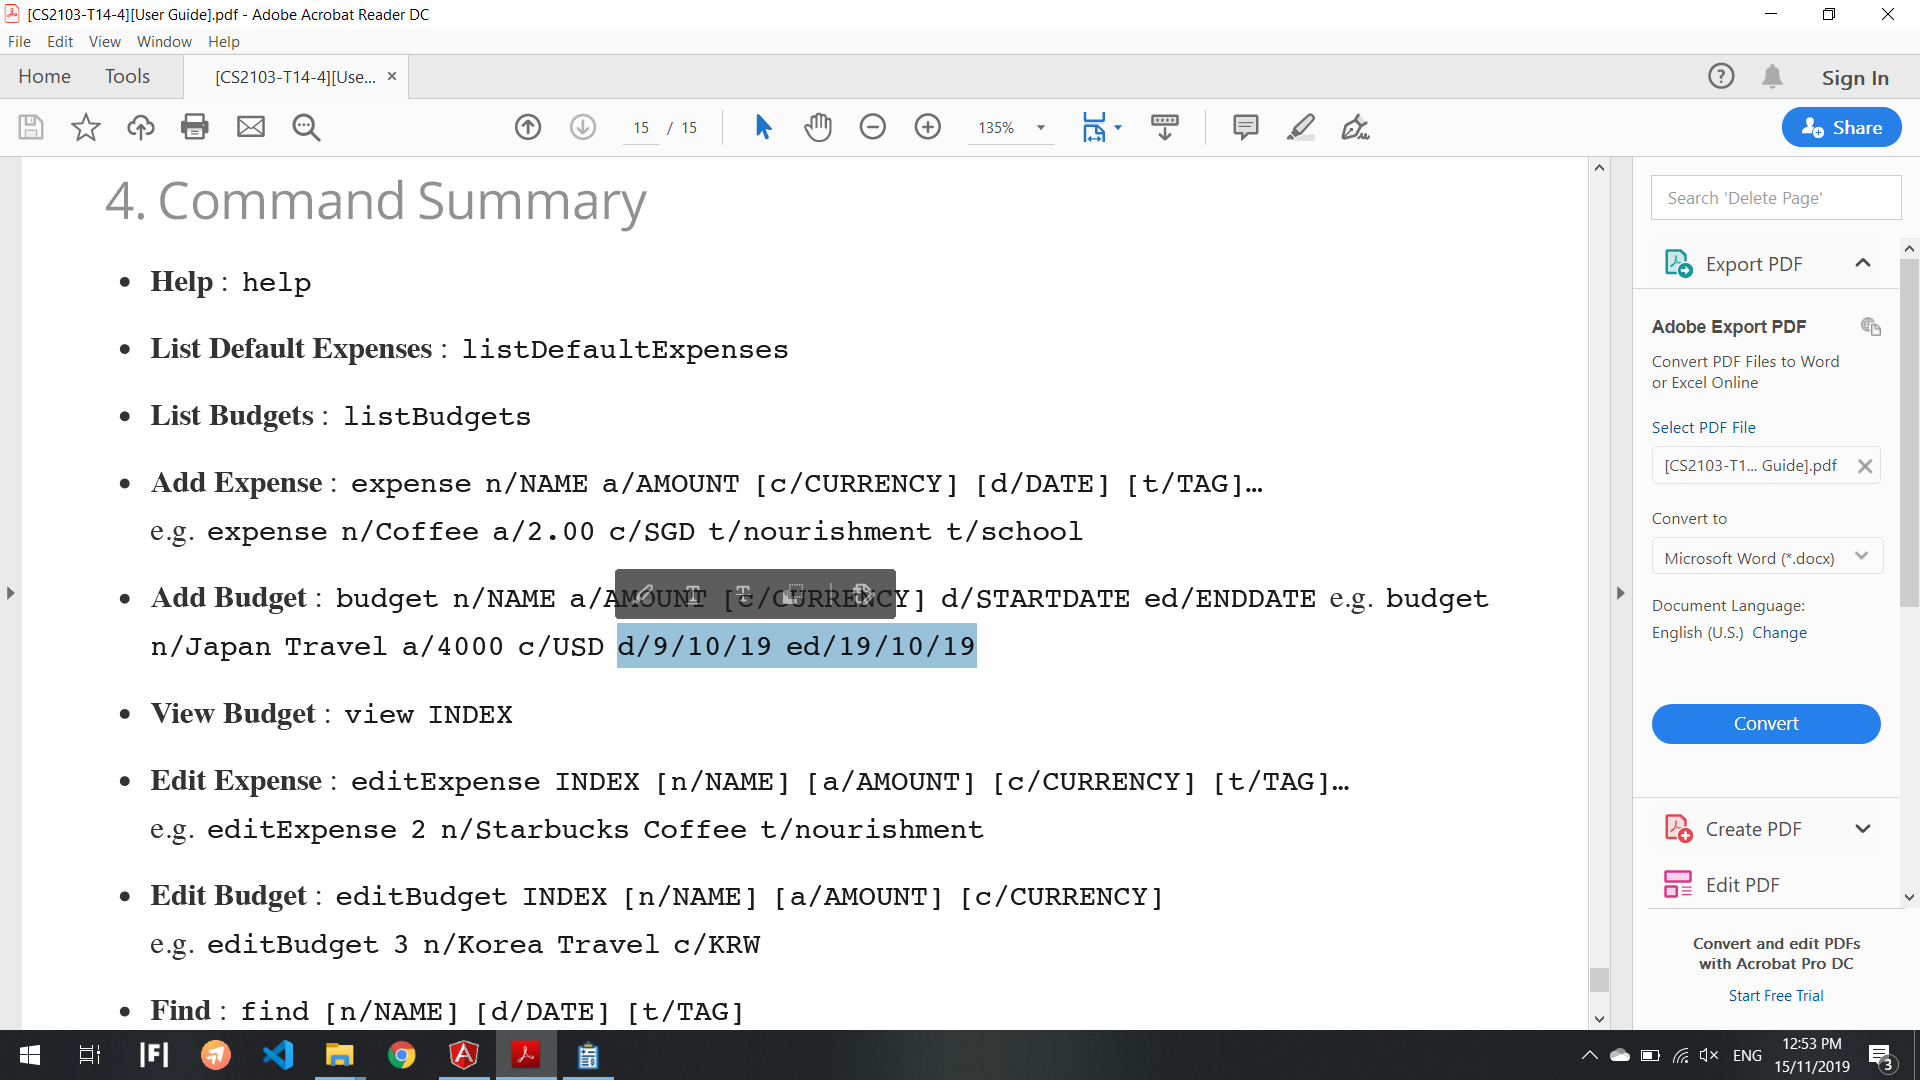 [CS2103-T14-4][User Guide].pdf - Adobe Acrobat Reader DC
File Edit View Window Help
Home Tools [CS2103-T14-4][Use... × Sign In
15 / 15 135% Share
4. Command Summary
• Help : help
• List Default Expenses : listDefaultExpenses
• List Budgets : listBudgets
• Add Expense : expense n/NAME a/AMOUNT [c/CURRENCY] [d/DATE] [t/TAG]…
e.g. expense n/Coffee a/2.00 c/SGD t/nourishment t/school
• Add Budget : budget n/NAME a/AMOUNT [c/CURRENCY] d/STARTDATE ed/ENDDATE e.g. budget
n/Japan Travel a/4000 c/USD d/9/10/19 ed/19/10/19
• View Budget : view INDEX
• Edit Expense : editExpense INDEX [n/NAME] [a/AMOUNT] [c/CURRENCY] [t/TAG]…
e.g. editExpense 2 n/Starbucks Coffee t/nourishment
• Edit Budget : editBudget INDEX [n/NAME] [a/AMOUNT] [c/CURRENCY]
e.g. editBudget 3 n/Korea Travel c/KRW
• Find : find [n/NAME] [d/DATE] [t/TAG]
Search 'Delete Page'
Export PDF
Adobe Export PDF
Convert PDF Files to Word
or Excel Online
Select PDF File
[CS2103-T1... Guide].pdf
Convert to
Microsoft Word (*.docx)
Document Language:
English (U.S.) Change
Convert
Create PDF
Edit PDF
Convert and edit PDFs
with Acrobat Pro DC
Start Free Trial
ENG
12:53 PM
15/11/2019
3